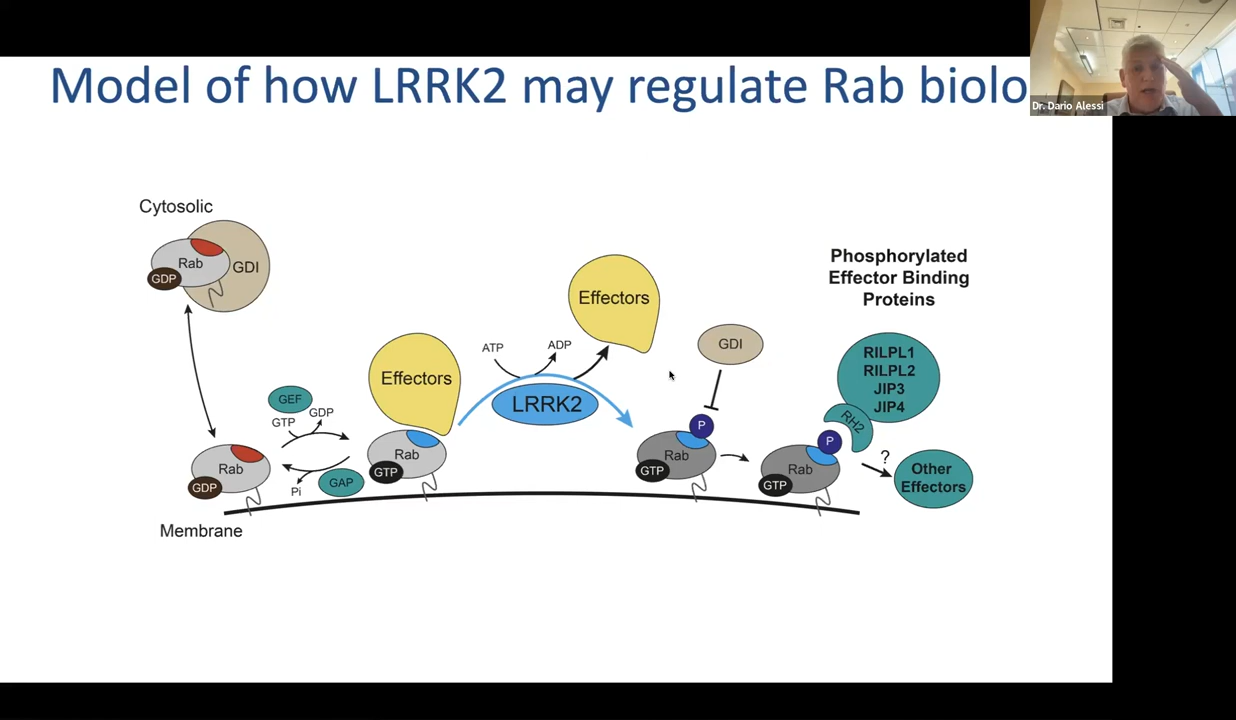 Model of how LRRK2 may regulate Rab biolo
Dr. Dario Alessi
Cytosolic
Rab
GDI
GDP
GEF
GTP
GDP
Rab
GDP
Pi
GAP
Membrane
Effectors
Rab
GTP
ATP
ADP
LRRK2
Effectors
GDI
P
Rab
GTP
Phosphorylated
Effector Binding
Proteins
RILPL1
RILPL2
JIP3
JIP4
RH2
P
Rab
GTP
?
Other
Effectors